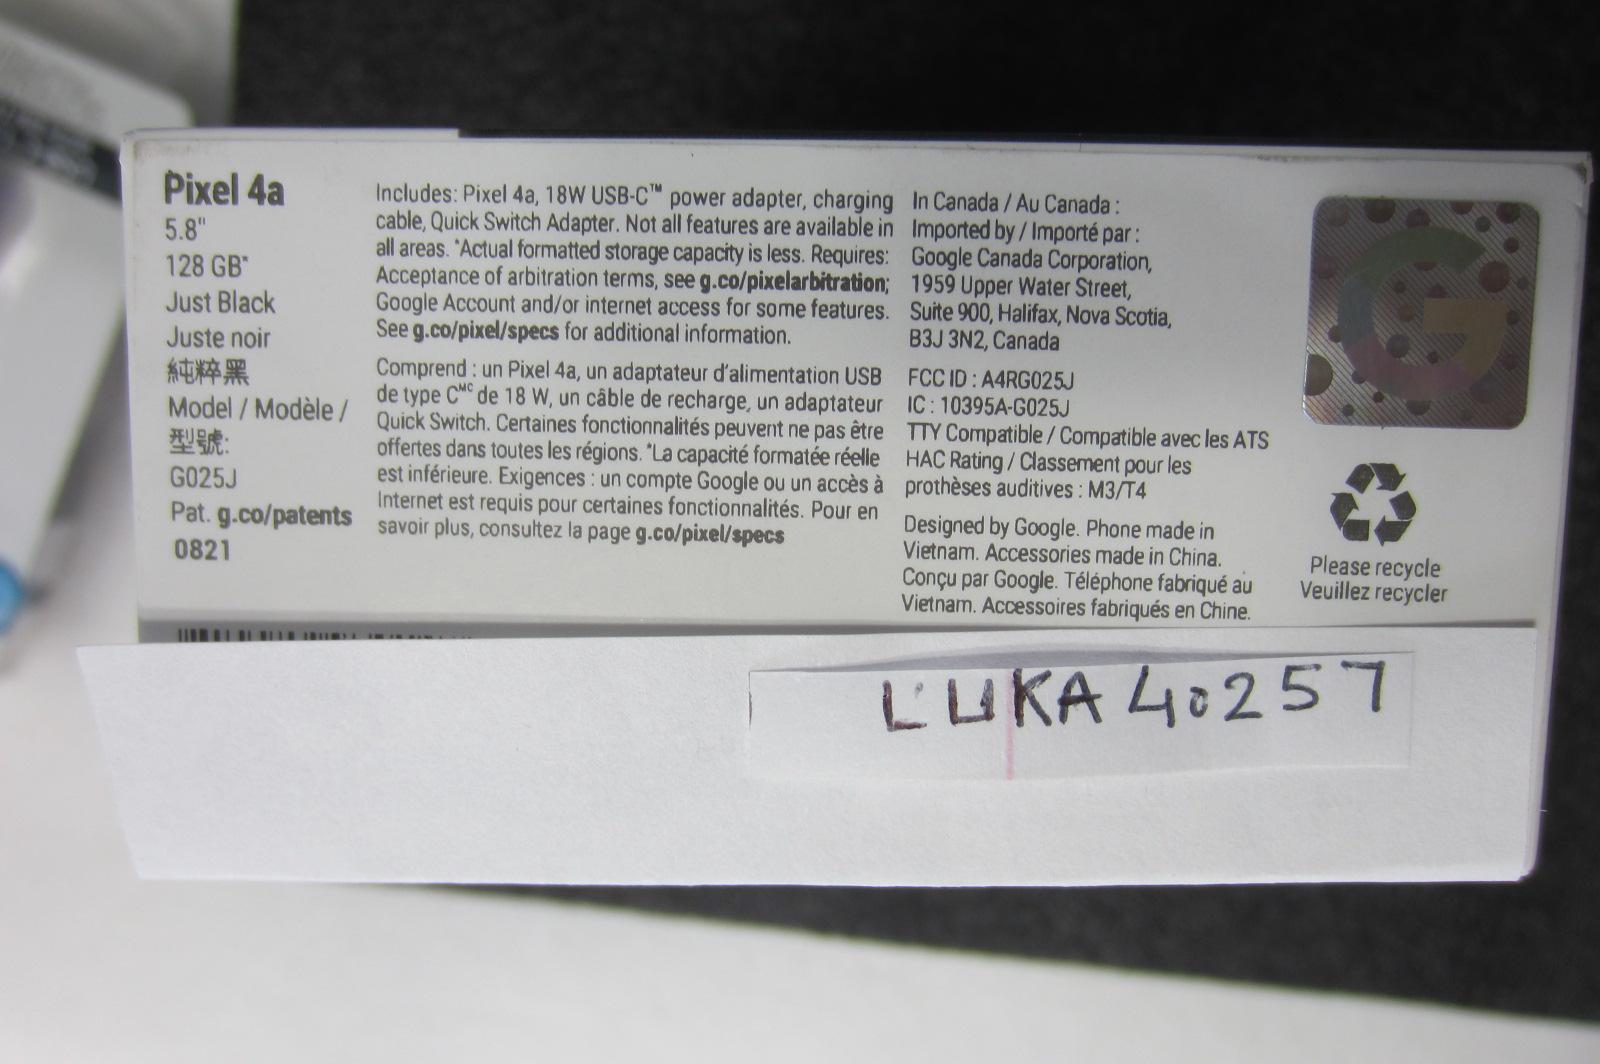 Pixel 4a
5.8"
128 GB*
Just Black
Juste noir
純粹黑
Model / Modèle /
型號:
G025J
Pat. g.co/patents
0821
Includes: Pixel 4a, 18W USB-C™ power adapter, charging
cable, Quick Switch Adapter. Not all features are available in
all areas. *Actual formatted storage capacity is less. Requires:
Acceptance of arbitration terms, see g.co/pixelarbitration;
Google Account and/or internet access for some features.
See g.co/pixel/specs for additional information.
Comprend : un Pixel 4a, un adaptateur d'alimentation USB
de type Cᴹᶜ de 18 W, un câble de recharge, un adaptateur
Quick Switch. Certaines fonctionnalités peuvent ne pas être
offertes dans toutes les régions. *La capacité formatée réelle
est inférieure. Exigences : un compte Google ou un accès à
Internet est requis pour certaines fonctionnalités. Pour en
savoir plus, consultez la page g.co/pixel/specs
In Canada / Au Canada :
Imported by / Importé par :
Google Canada Corporation,
1959 Upper Water Street,
Suite 900, Halifax, Nova Scotia,
B3J 3N2, Canada
FCC ID : A4RG025J
IC : 10395A-G025J
TTY Compatible / Compatible avec les ATS
HAC Rating / Classement pour les
prothèses auditives : M3/T4
Designed by Google. Phone made in
Vietnam. Accessories made in China.
Conçu par Google. Téléphone fabriqué au
Vietnam. Accessoires fabriqués en Chine.
G
Please recycle
Veuillez recycler
LUKA40257